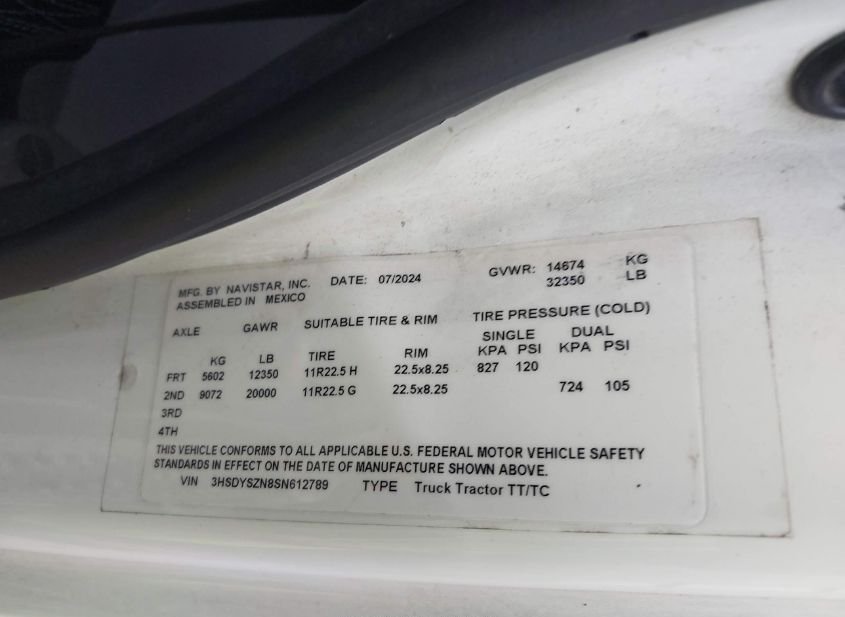 MFG. BY NAVISTAR, INC. DATE: 07/2024 GVWR: 14674 KG
ASSEMBLED IN MEXICO 32350 LB
AXLE GAWR SUITABLE TIRE & RIM TIRE PRESSURE (COLD)
SINGLE DUAL
KG LB TIRE RIM KPA PSI KPA PSI
FRT 5602 12350 11R22.5 H 22.5x8.25 827 120
2ND 9072 20000 11R22.5 G 22.5x8.25 724 105
3RD
4TH
THIS VEHICLE CONFORMS TO ALL APPLICABLE U.S. FEDERAL MOTOR VEHICLE SAFETY
STANDARDS IN EFFECT ON THE DATE OF MANUFACTURE SHOWN ABOVE.
VIN 3HSDYSZN8SN612789 TYPE Truck Tractor TT/TC